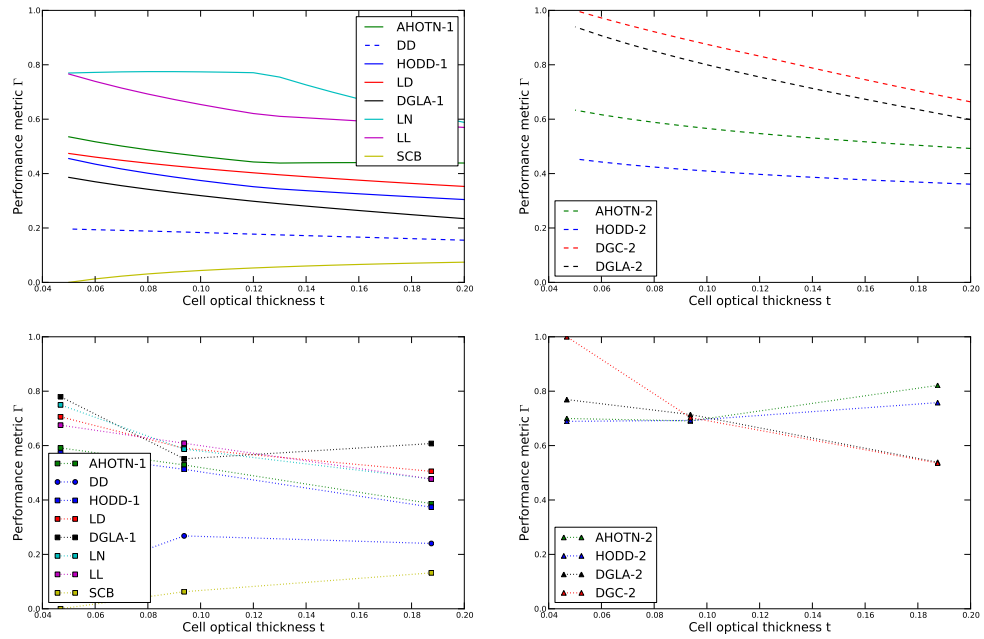 Performance metric Γ
1.0
0.8
0.6
0.4
0.2
0.0
0.04 0.06 0.08 0.10 0.12 0.14 0.16 0.18 0.20
Cell optical thickness t
AHOTN-1
DD
HODD-1
LD
DGLA-1
LN
LL
SCB
Performance metric Γ
1.0
0.8
0.6
0.4
0.2
0.0
0.04 0.06 0.08 0.10 0.12 0.14 0.16 0.18 0.20
Cell optical thickness t
AHOTN-2
HODD-2
DGC-2
DGLA-2
Performance metric Γ
1.0
0.8
0.6
0.4
0.2
0.0
0.04 0.06 0.08 0.10 0.12 0.14 0.16 0.18 0.20
Cell optical thickness t
AHOTN-1
DD
HODD-1
LD
DGLA-1
LN
LL
SCB
Performance metric Γ
1.0
0.8
0.6
0.4
0.2
0.0
0.04 0.06 0.08 0.10 0.12 0.14 0.16 0.18 0.20
Cell optical thickness t
AHOTN-2
HODD-2
DGLA-2
DGC-2